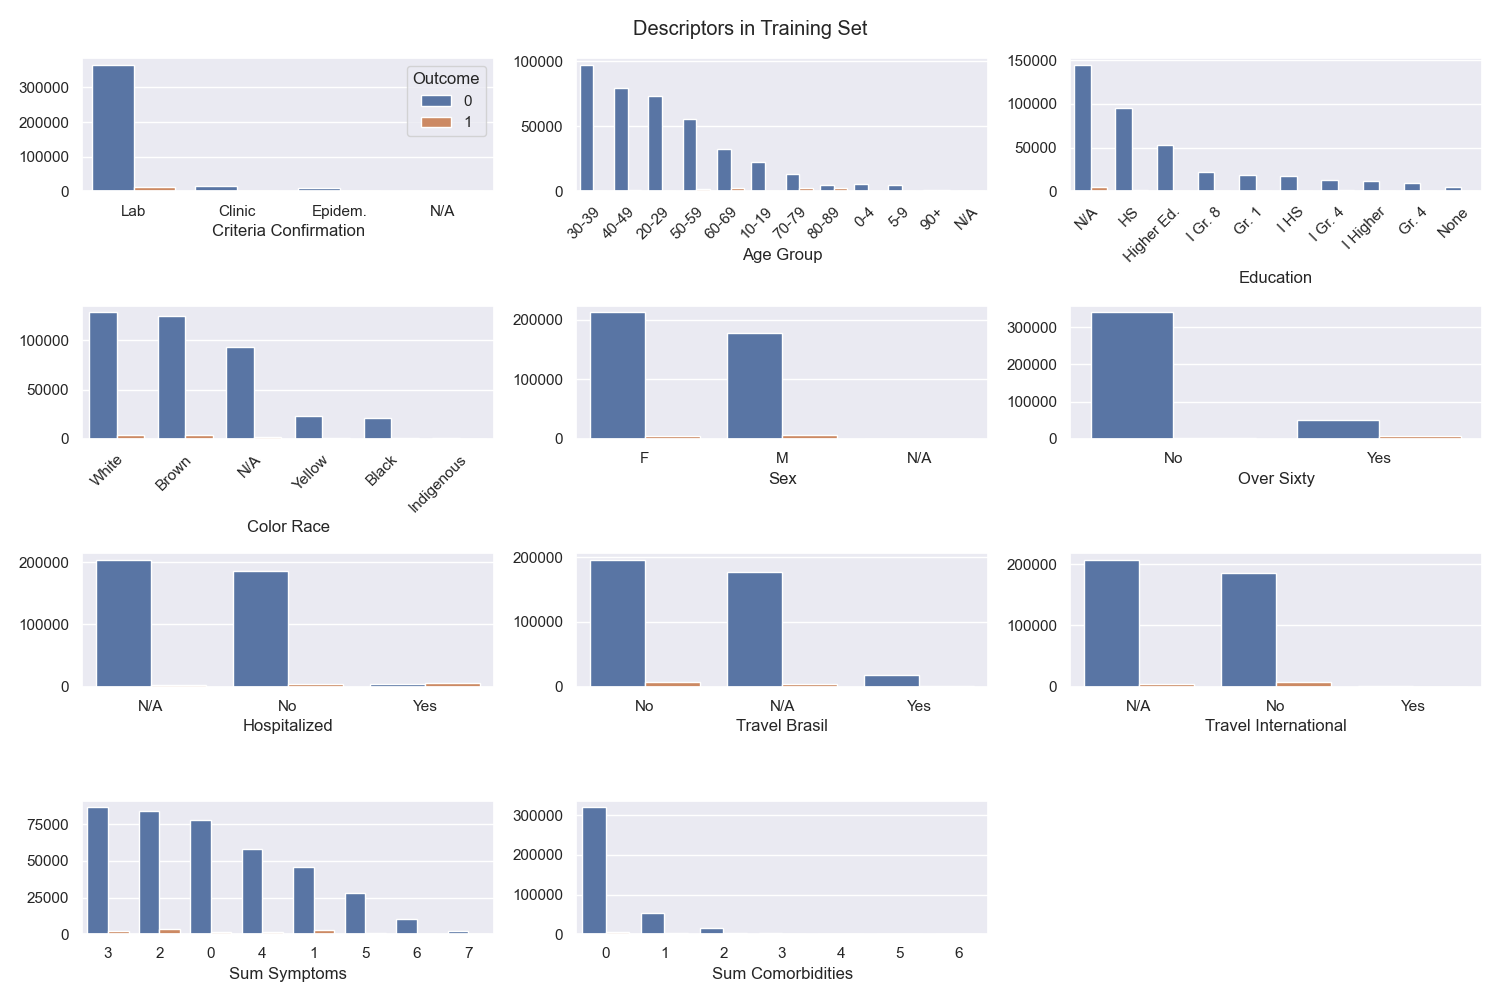 Descriptors in Training Set
300000
200000
100000
0
Outcome
0
1
Lab Clinic Epidem. N/A
Criteria Confirmation
100000
50000
0
30-39 40-49 20-29 50-59 60-69 10-19 70-79 80-89 0-4 5-9 90+ N/A
Age Group
150000
100000
50000
0
N/A HS Higher Ed. I Gr. 8 Gr. 1 I HS I Gr. 4 I Higher Gr. 4 None
Education
100000
50000
0
White Brown N/A Yellow Black Indigenous
Color Race
200000
100000
0
F M N/A
Sex
300000
200000
100000
0
No Yes
Over Sixty
200000
100000
0
N/A No Yes
Hospitalized
200000
100000
0
No N/A Yes
Travel Brasil
200000
100000
0
N/A No Yes
Travel International
75000
50000
25000
0
3 2 0 4 1 5 6 7
Sum Symptoms
300000
200000
100000
0
0 1 2 3 4 5 6
Sum Comorbidities